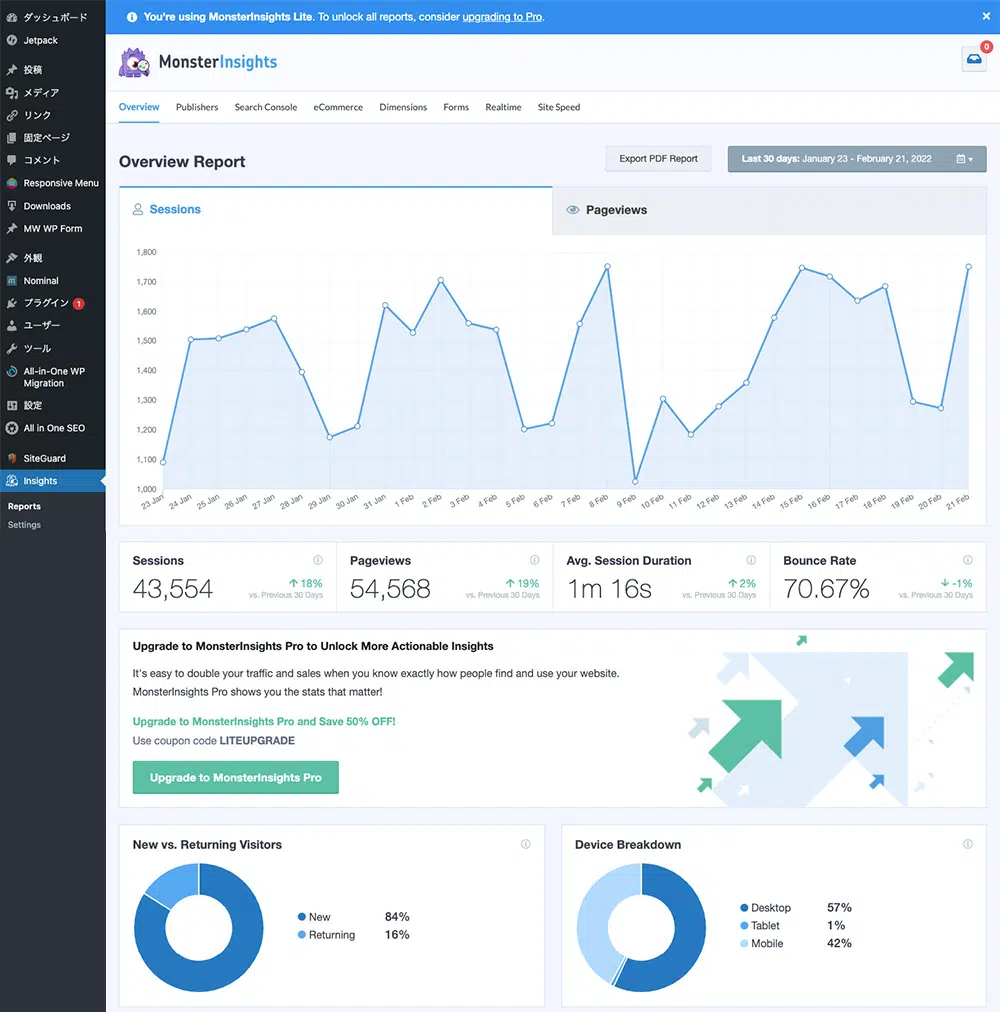 ダッシュボード
Jetpack
投稿
メディア
リンク
固定ページ
コメント
Responsive Menu
Downloads
MW WP Form
外観
Nominal
プラグイン 1
ユーザー
ツール
All-in-One WP
Migration
設定
All in One SEO
SiteGuard
Insights
Reports
Settings
You're using MonsterInsights Lite. To unlock all reports, consider upgrading to Pro.
MonsterInsights
0
Overview Publishers Search Console eCommerce Dimensions Forms Realtime Site Speed
Overview Report
Export PDF Report
Last 30 days: January 23 - February 21, 2022
Sessions
Pageviews
1,800
1,700
1,600
1,500
1,400
1,300
1,200
1,100
1,000
23 Jan 24 Jan 25 Jan 26 Jan 27 Jan 28 Jan 29 Jan 30 Jan 31 Jan 1 Feb 2 Feb 3 Feb 4 Feb 5 Feb 6 Feb 7 Feb 8 Feb 9 Feb 10 Feb 11 Feb 12 Feb 13 Feb 14 Feb 15 Feb 16 Feb 17 Feb 18 Feb 19 Feb 20 Feb 21 Feb
Sessions
43,554
18%
vs. Previous 30 Days
Pageviews
54,568
19%
vs. Previous 30 Days
Avg. Session Duration
1m 16s
2%
vs. Previous 30 Days
Bounce Rate
70.67%
-1%
vs. Previous 30 Days
Upgrade to MonsterInsights Pro to Unlock More Actionable Insights
It's easy to double your traffic and sales when you know exactly how people find and use your website.
MonsterInsights Pro shows you the stats that matter!
Upgrade to MonsterInsights Pro and Save 50% OFF!
Use coupon code LITEUPGRADE
Upgrade to MonsterInsights Pro
New vs. Returning Visitors
New 84%
Returning 16%
Device Breakdown
Desktop 57%
Tablet 1%
Mobile 42%